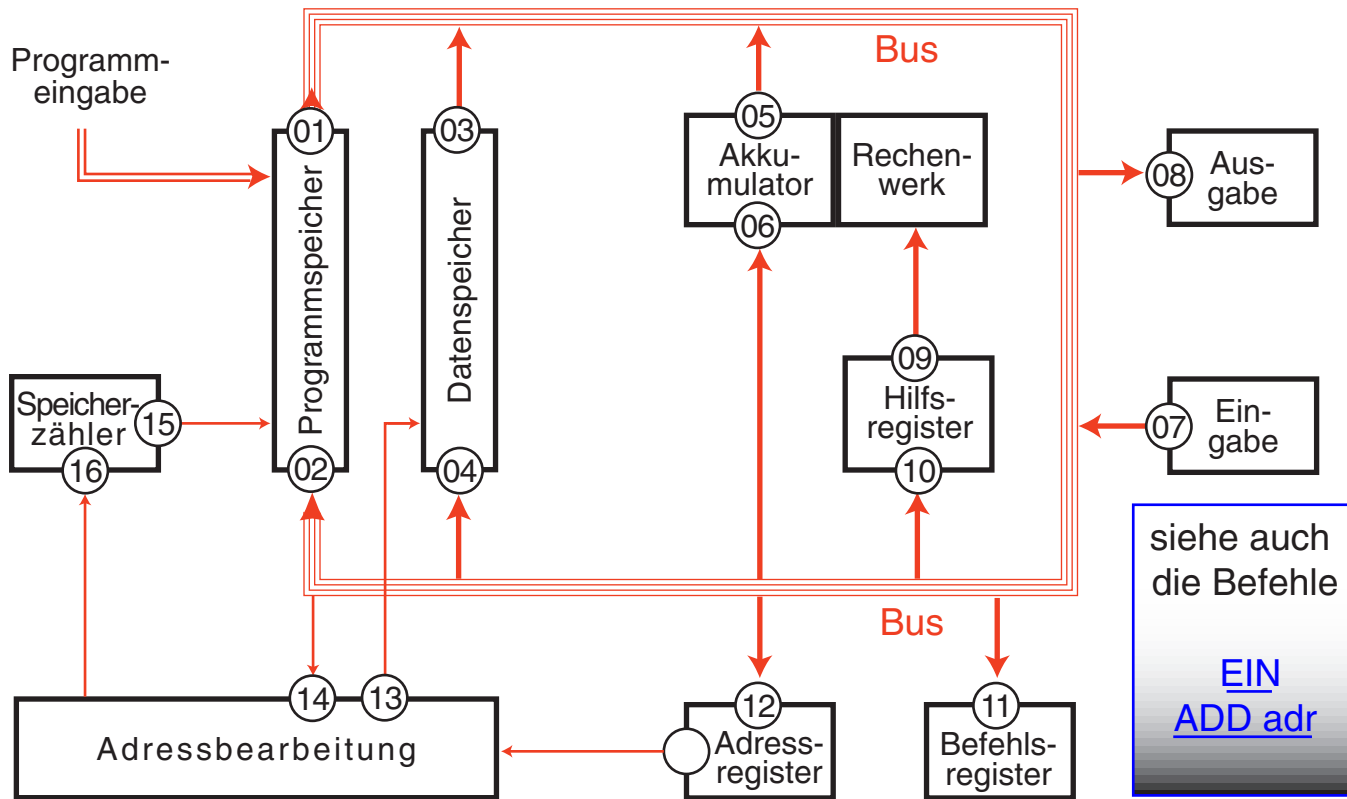 Programm-
eingabe
Bus
01
Programmspeicher
02
03
Datenspeicher
04
05
Akku-
mulator
06
Rechen-
werk
08
Aus-
gabe
09
Hilfs-
register
10
07
Ein-
gabe
Speicher-
zähler
15
16
Bus
siehe auch
die Befehle
EIN
ADD adr
14
13
Adressbearbeitung
12
Adress-
register
11
Befehls-
register